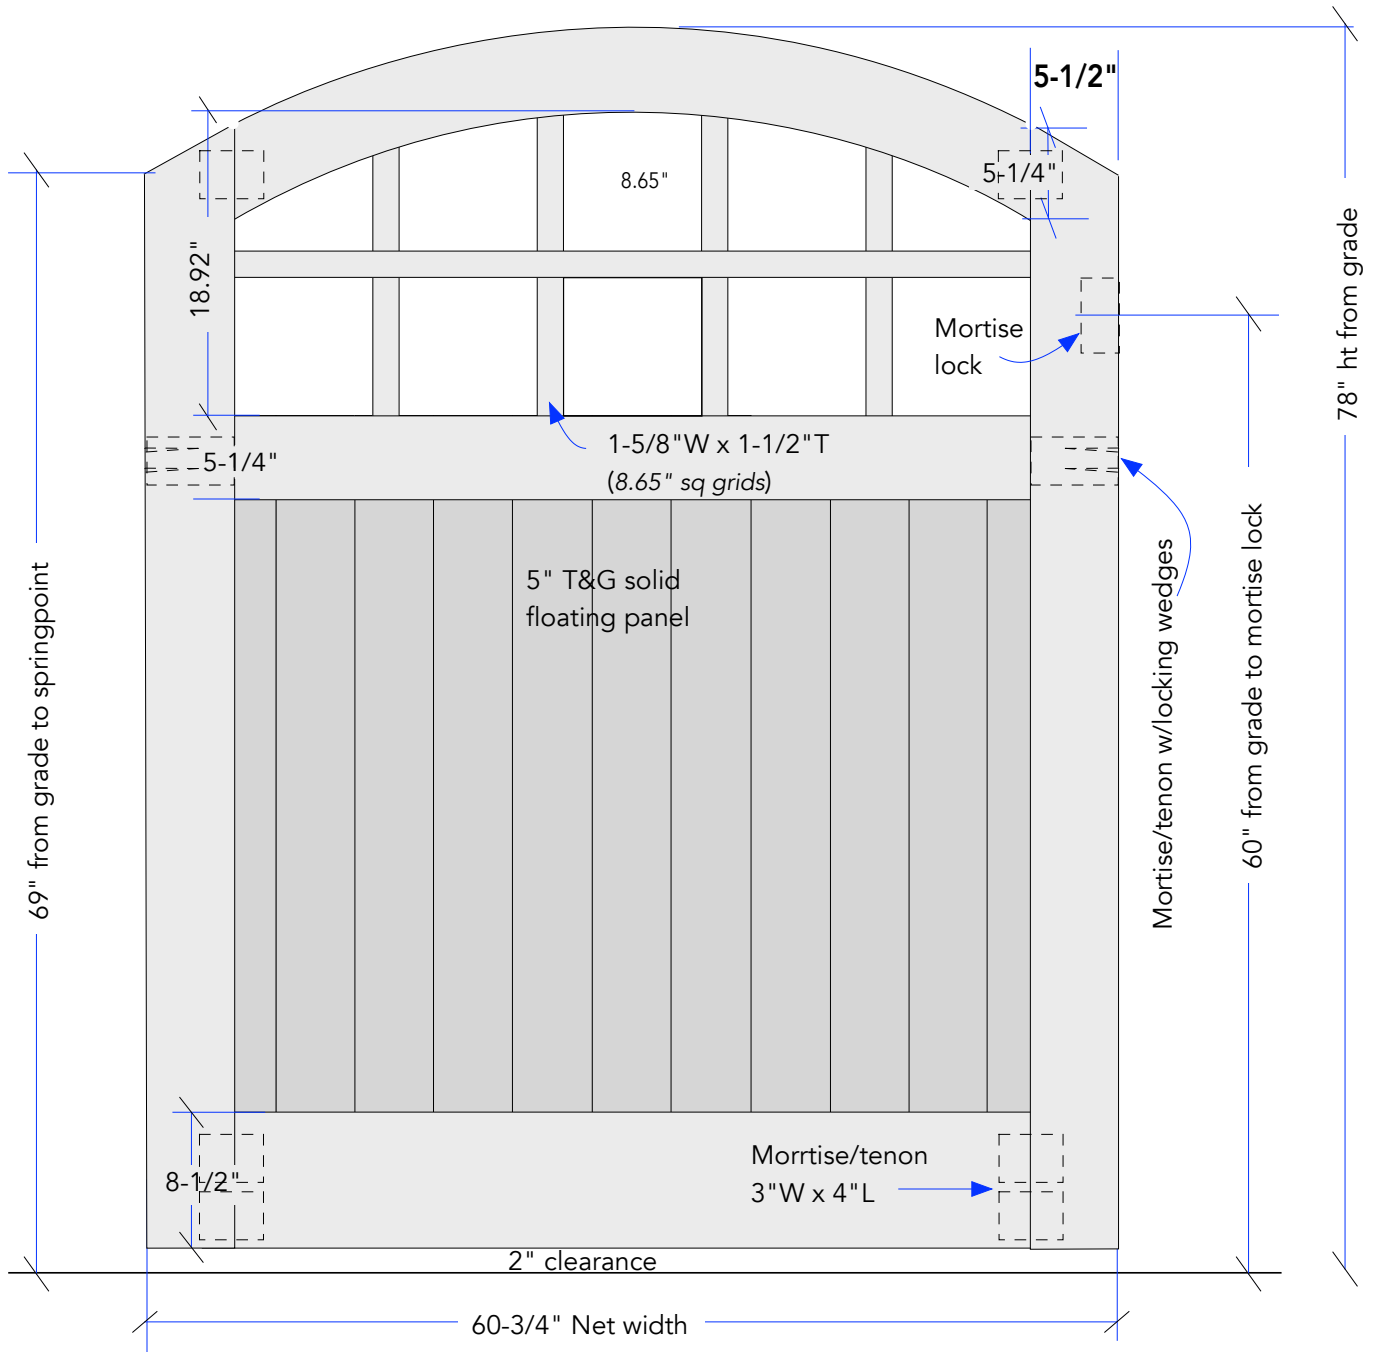 5-1/2"
5-1/4"
8.65"
78" ht from grade
18.92"
Mortise
lock
1-5/8"W x 1-1/2"T
(8.65" sq grids)
5-1/4"
69" from grade to springpoint
5" T&G solid
floating panel
Mortise/tenon w/locking wedges
60" from grade to mortise lock
Morrtise/tenon
3"W x 4"L
8-1/2"
2" clearance
60-3/4" Net width